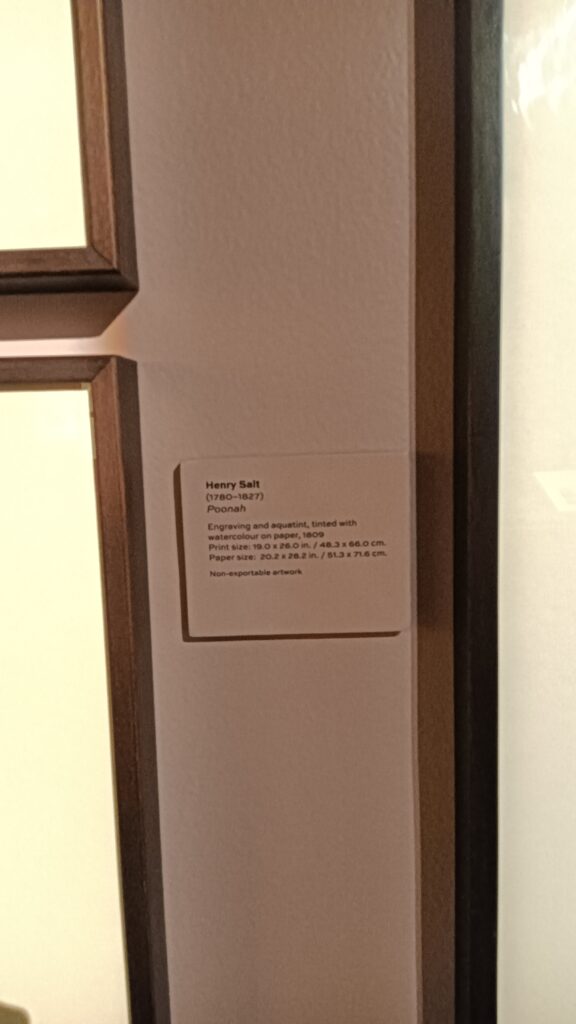 Henry Salt
(1780–1827)
Poonah
Engraving and aquatint, tinted with
watercolour on paper, 1809
Print size: 19.0 x 26.0 in. / 48.3 x 66.0 cm.
Paper size: 20.2 x 28.2 in. / 51.3 x 71.6 cm.
Non-exportable artwork